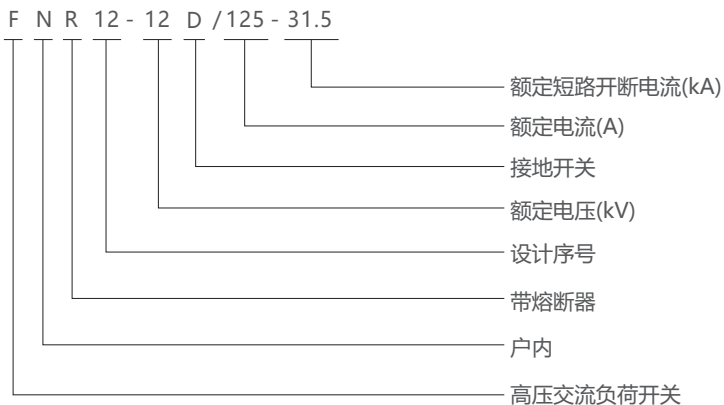 F N R 12 - 12 D / 125 - 31.5
额定短路开断电流(kA)
额定电流(A)
接地开关
额定电压(kV)
设计序号
带熔断器
户内
高压交流负荷开关